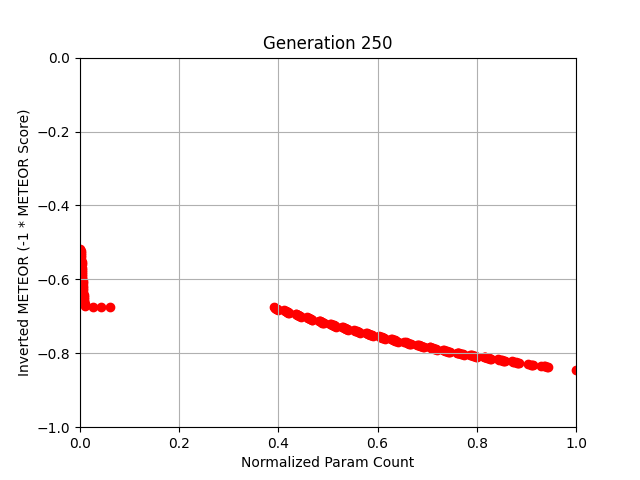 Generation 250
0.0
−0.2
−0.4
−0.6
−0.8
−1.0
Inverted METEOR (-1 * METEOR Score)
0.0 0.2 0.4 0.6 0.8 1.0
Normalized Param Count